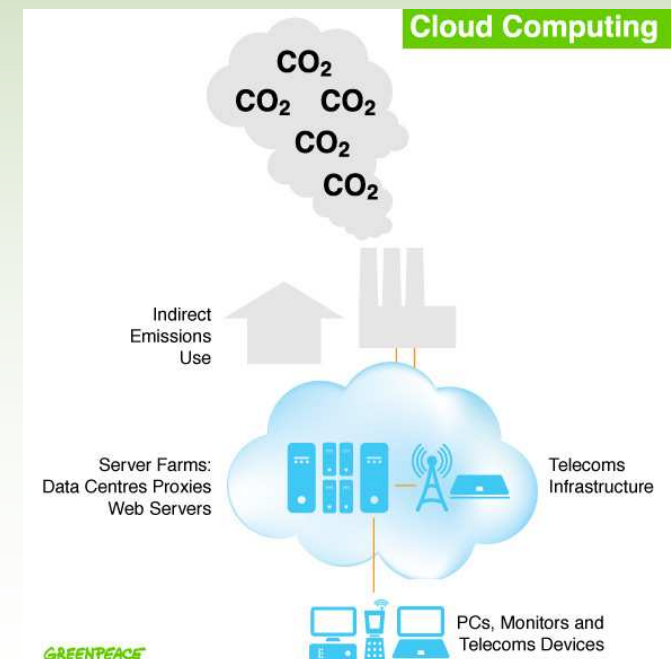 Cloud Computing
CO₂
CO₂ CO₂
CO₂
CO₂
Indirect
Emissions
Use
Server Farms:
Data Centres Proxies
Web Servers
Telecoms
Infrastructure
PCs, Monitors and
Telecoms Devices
E
GREENPEACE